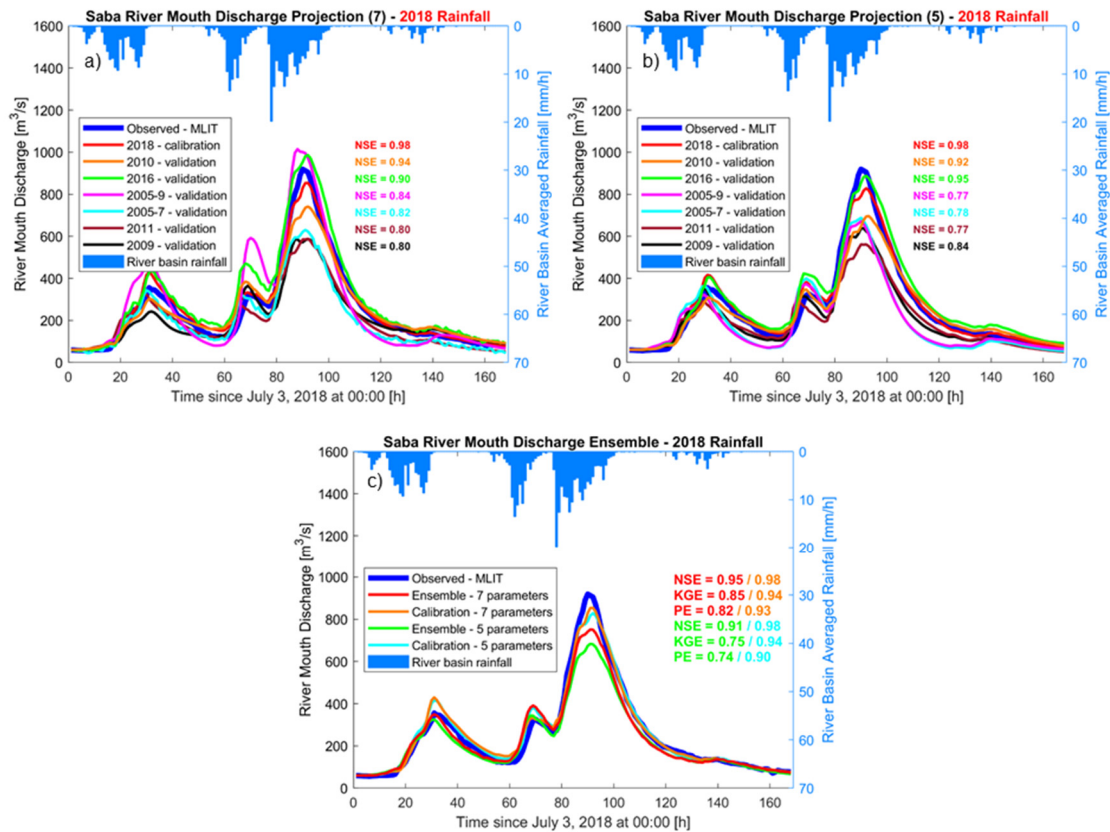 Saba River Mouth Discharge Projection (7) - 2018 Rainfall
a)
River Mouth Discharge [m³/s]
1600
1400
1200
1000
800
600
400
200
0
Observed - MLIT
2018 - calibration
2010 - validation
2016 - validation
2005-9 - validation
2005-7 - validation
2011 - validation
2009 - validation
River basin rainfall
NSE = 0.98
NSE = 0.94
NSE = 0.90
NSE = 0.84
NSE = 0.82
NSE = 0.80
NSE = 0.80
0
10
20
30
40
50
60
70
River Basin Averaged Rainfall [mm/h]
0 20 40 60 80 100 120 140 160
Time since July 3, 2018 at 00:00 [h]
Saba River Mouth Discharge Projection (5) - 2018 Rainfall
b)
River Mouth Discharge [m³/s]
1600
1400
1200
1000
800
600
400
200
0
Observed - MLIT
2018 - calibration
2010 - validation
2016 - validation
2005-9 - validation
2005-7 - validation
2011 - validation
2009 - validation
River basin rainfall
NSE = 0.98
NSE = 0.92
NSE = 0.95
NSE = 0.77
NSE = 0.78
NSE = 0.77
NSE = 0.84
0
10
20
30
40
50
60
70
River Basin Averaged Rainfall [mm/h]
0 20 40 60 80 100 120 140 160
Time since July 3, 2018 at 00:00 [h]
Saba River Mouth Discharge Ensemble - 2018 Rainfall
c)
River Mouth Discharge [m³/s]
1600
1400
1200
1000
800
600
400
200
0
Observed - MLIT
Ensemble - 7 parameters
Calibration - 7 parameters
Ensemble - 5 parameters
Calibration - 5 parameters
River basin rainfall
NSE = 0.95 / 0.98
KGE = 0.85 / 0.94
PE = 0.82 / 0.93
NSE = 0.91 / 0.98
KGE = 0.75 / 0.94
PE = 0.74 / 0.90
0
10
20
30
40
50
60
70
River Basin Averaged Rainfall [mm/h]
0 20 40 60 80 100 120 140 160
Time since July 3, 2018 at 00:00 [h]